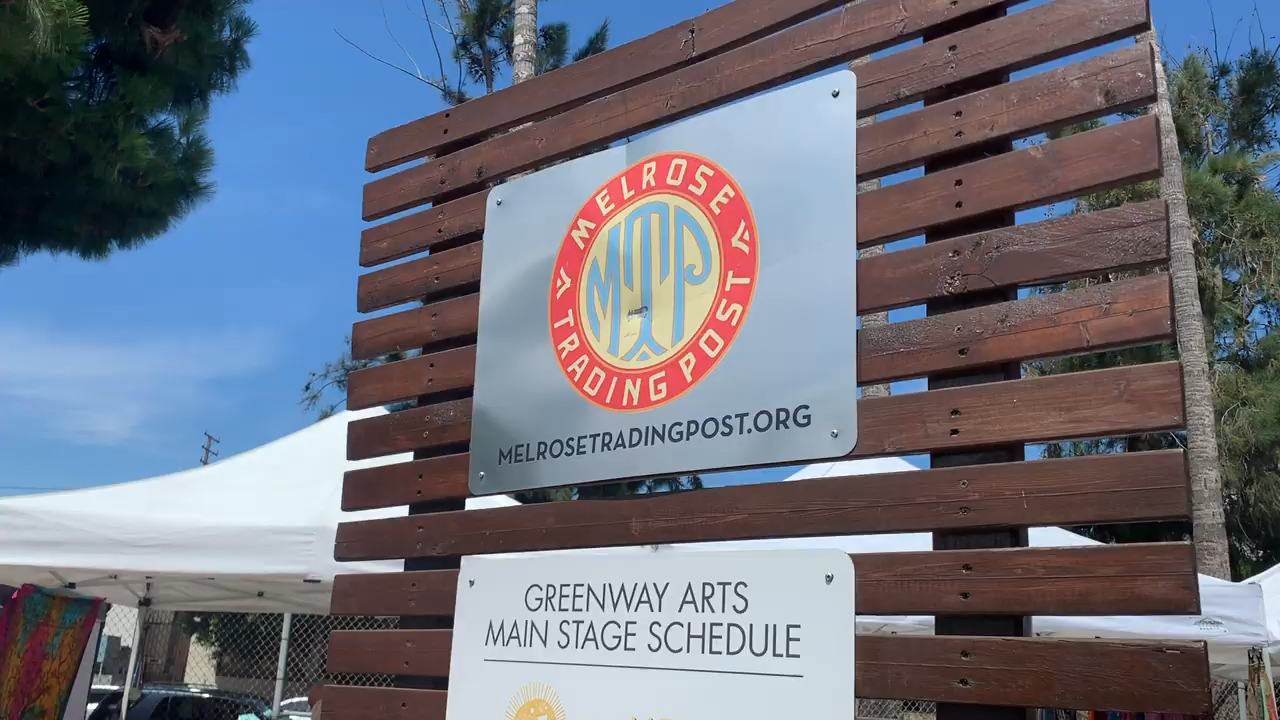 MELROSE
MTP
TRADING POST
MELROSETRADINGPOST.ORG
GREENWAY ARTS
MAIN STAGE SCHEDULE